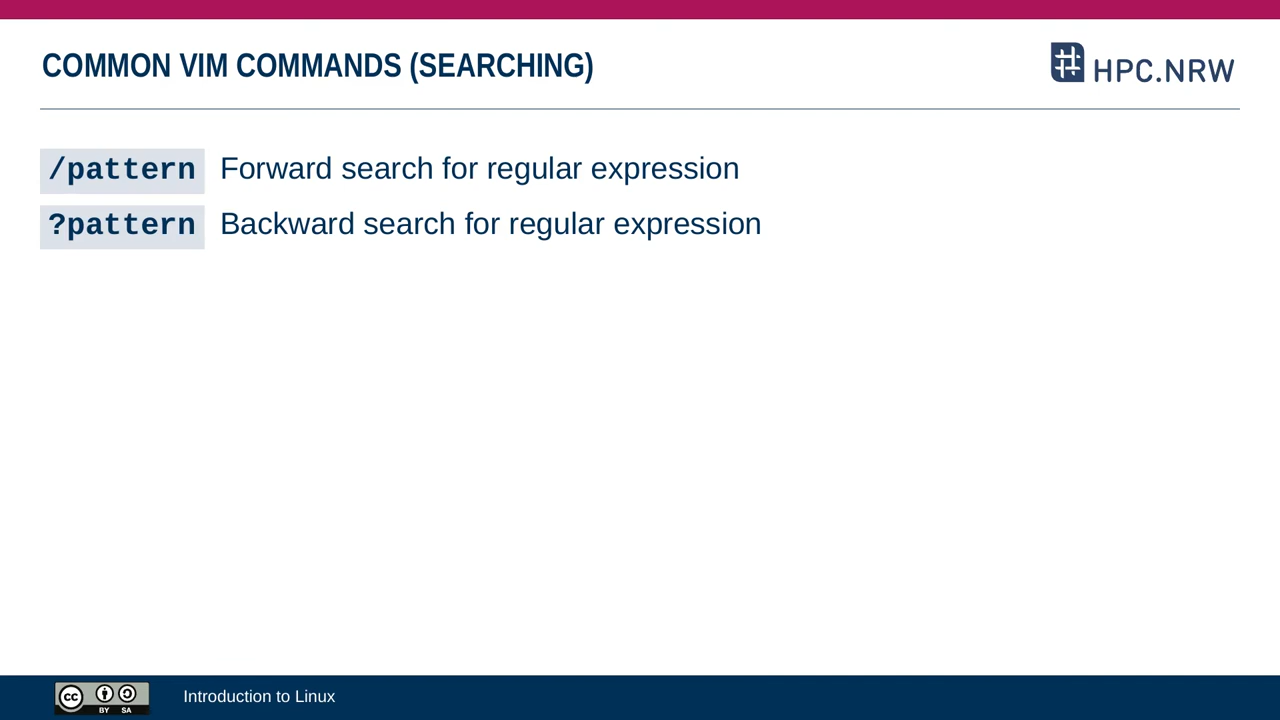 COMMON VIM COMMANDS (SEARCHING)
HPC.NRW
/pattern Forward search for regular expression
?pattern Backward search for regular expression
cc BY SA
Introduction to Linux